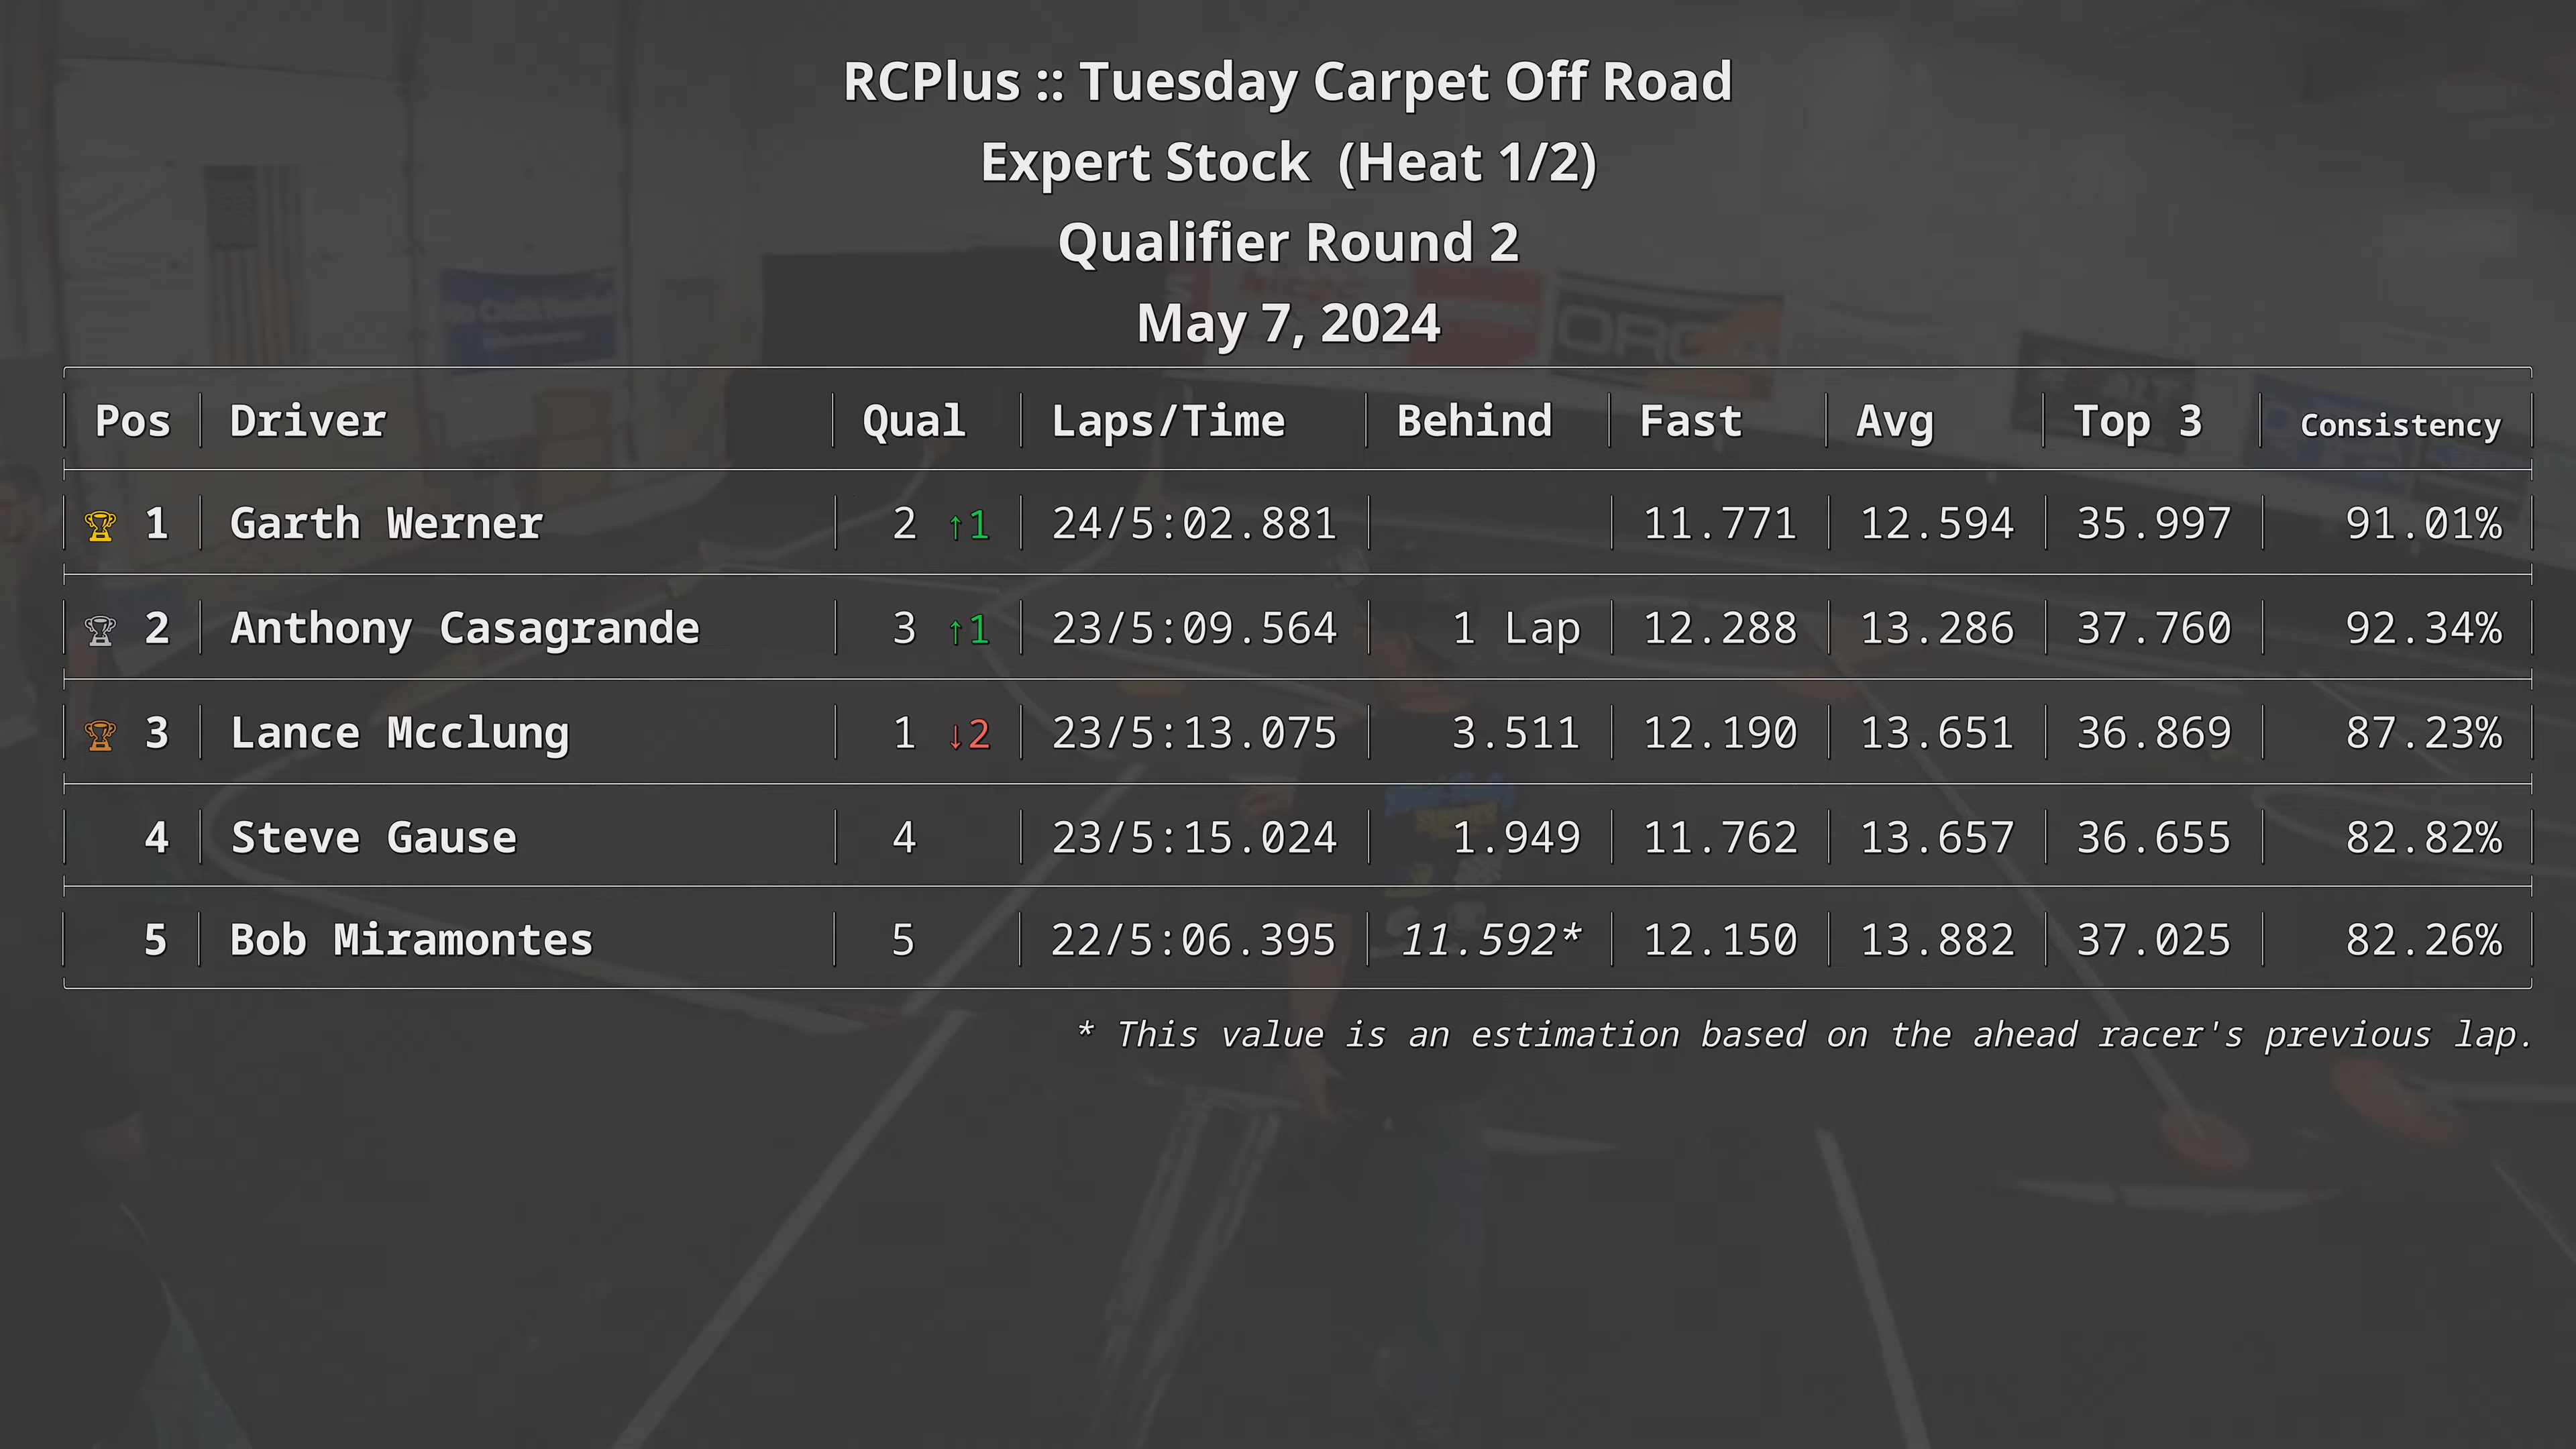 RCPlus :: Tuesday Carpet Off Road
Expert Stock (Heat 1/2)
Qualifier Round 2
May 7, 2024
Pos Driver Qual Laps/Time Behind Fast Avg Top 3 Consistency
1 Garth Werner 2 ↑1 24/5:02.881 11.771 12.594 35.997 91.01%
2 Anthony Casagrande 3 ↑1 23/5:09.564 1 Lap 12.288 13.286 37.760 92.34%
3 Lance Mcclung 1 ↓2 23/5:13.075 3.511 12.190 13.651 36.869 87.23%
4 Steve Gause 4 23/5:15.024 1.949 11.762 13.657 36.655 82.82%
5 Bob Miramontes 5 22/5:06.395 11.592* 12.150 13.882 37.025 82.26%
* This value is an estimation based on the ahead racer's previous lap.
ORCA